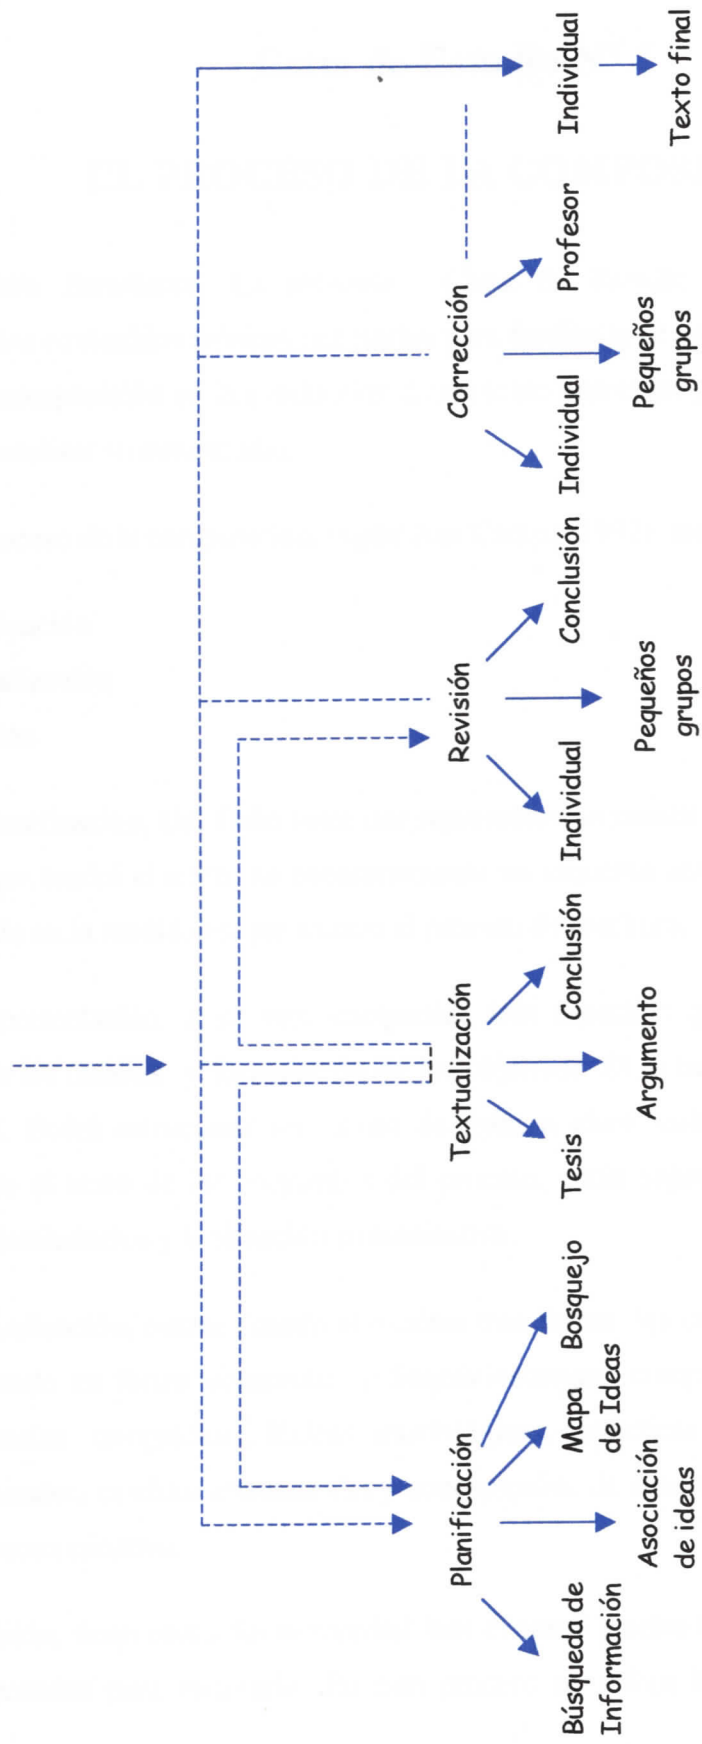 Planificación
Búsqueda de
Información
Asociación
de ideas
Mapa
de Ideas
Bosquejo
Textualización
Tesis
Argumento
Conclusión
Revisión
Individual
Pequeños
grupos
Conclusión
Corrección
Individual
Pequeños
grupos
Profesor
Individual
Texto final